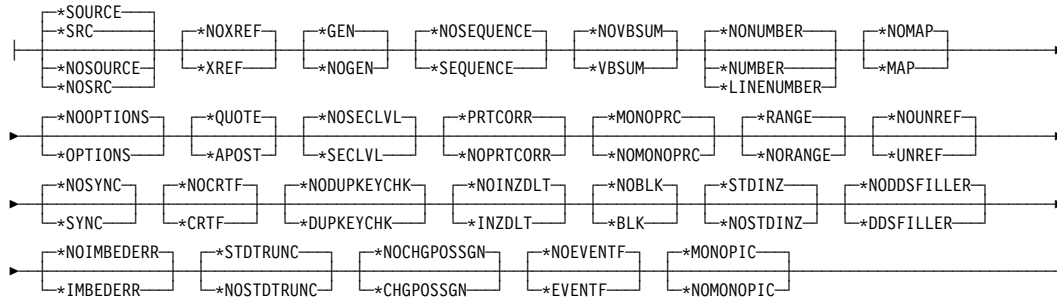 *SOURCE
*SRC *NOXREF *GEN *NOSEQUENCE *NOVBSUM *NONUMBER *NOMAP
*NOSOURCE *XREF *NOGEN *SEQUENCE *VBSUM *NUMBER *MAP
*NOSRC *LINENUMBER
*NOOPTIONS *QUOTE *NOSECLVL *PRTCORR *MONOPRC *RANGE *NOUNREF
*OPTIONS *APOST *SECLVL *NOPRTCORR *NOMONOPRC *NORANGE *UNREF
*NOSYNC *NOCRTF *NODUPKEYCHK *NOINZDLT *NOBLK *STDINZ *NODDSFILLER
*SYNC *CRTF *DUPKEYCHK *INZDLT *BLK *NOSTDINZ *DDSFILLER
*NOIMBEDERR *STDTRUNC *NOCHGPOSSGN *NOEVENTF *MONOPIC
*IMBEDERR *NOSTDTRUNC *CHGPOSSGN *EVENTF *NOMONOPIC